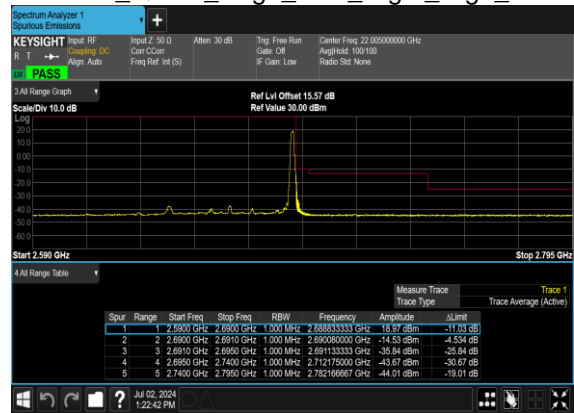 Spectrum Analyzer 1
Spurious Emissions
KEYSIGHT Input: RF Input Z: 50 Ω Atten: 30 dB Trig: Free Run Center Freq: 22.005000000 GHz
R T Coupling: DC Corr CCorr Gate: Off Avg|Hold: 100/100
Align: Auto Freq Ref: Int (S) IF Gain: Low Radio Std: None
PASS
3 All Range Graph
Ref Lvl Offset 15.57 dB
Scale/Div 10.0 dB Ref Value 30.00 dBm
Log
20.0
10.0
0.00
-10.0
-20.0
-30.0
-40.0
-50.0
-60.0
Start 2.590 GHz Stop 2.795 GHz
4 All Range Table
Measure Trace Trace 1
Trace Type Trace Average (Active)
Spur Range Start Freq Stop Freq RBW Frequency Amplitude ΔLimit
1 1 2.5900 GHz 2.6900 GHz 1.000 MHz 2.688833333 GHz 18.97 dBm -11.03 dB
2 2 2.6900 GHz 2.6910 GHz 1.000 MHz 2.690080000 GHz -14.53 dBm -4.534 dB
3 3 2.6910 GHz 2.6950 GHz 1.000 MHz 2.691133333 GHz -35.84 dBm -25.84 dB
4 4 2.6950 GHz 2.7400 GHz 1.000 MHz 2.712175000 GHz -43.67 dBm -30.67 dB
5 5 2.7400 GHz 2.7950 GHz 1.000 MHz 2.782166667 GHz -44.01 dBm -19.01 dB
Jul 02, 2024
1:22:42 PM